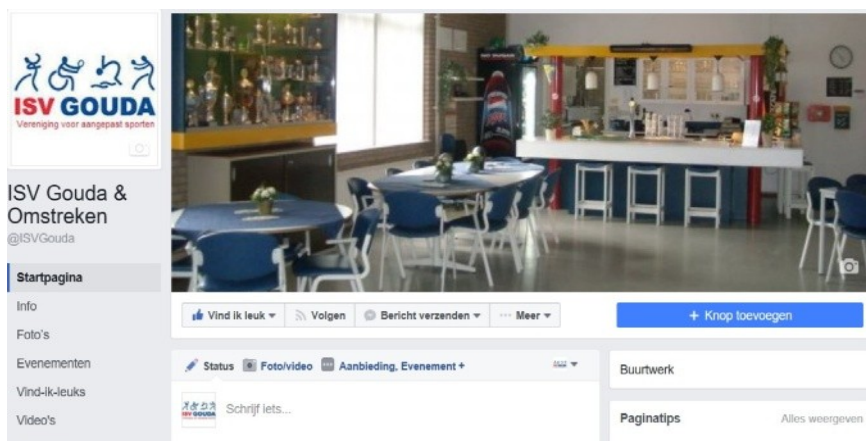 ISV GOUDA
Vereniging voor aangepast sporten
ISV Gouda &
Omstreken
@ISVGouda
Startpagina
Info
Foto's
Evenementen
Vind-ik-leuks
Video's
Vind ik leuk
Volgen
Bericht verzenden
Meer
+ Knop toevoegen
Status
Foto/video
Aanbieding, Evenement +
ISV GOUDA
Schrijf iets...
Buurtwerk
Paginatips
Alles weergeven